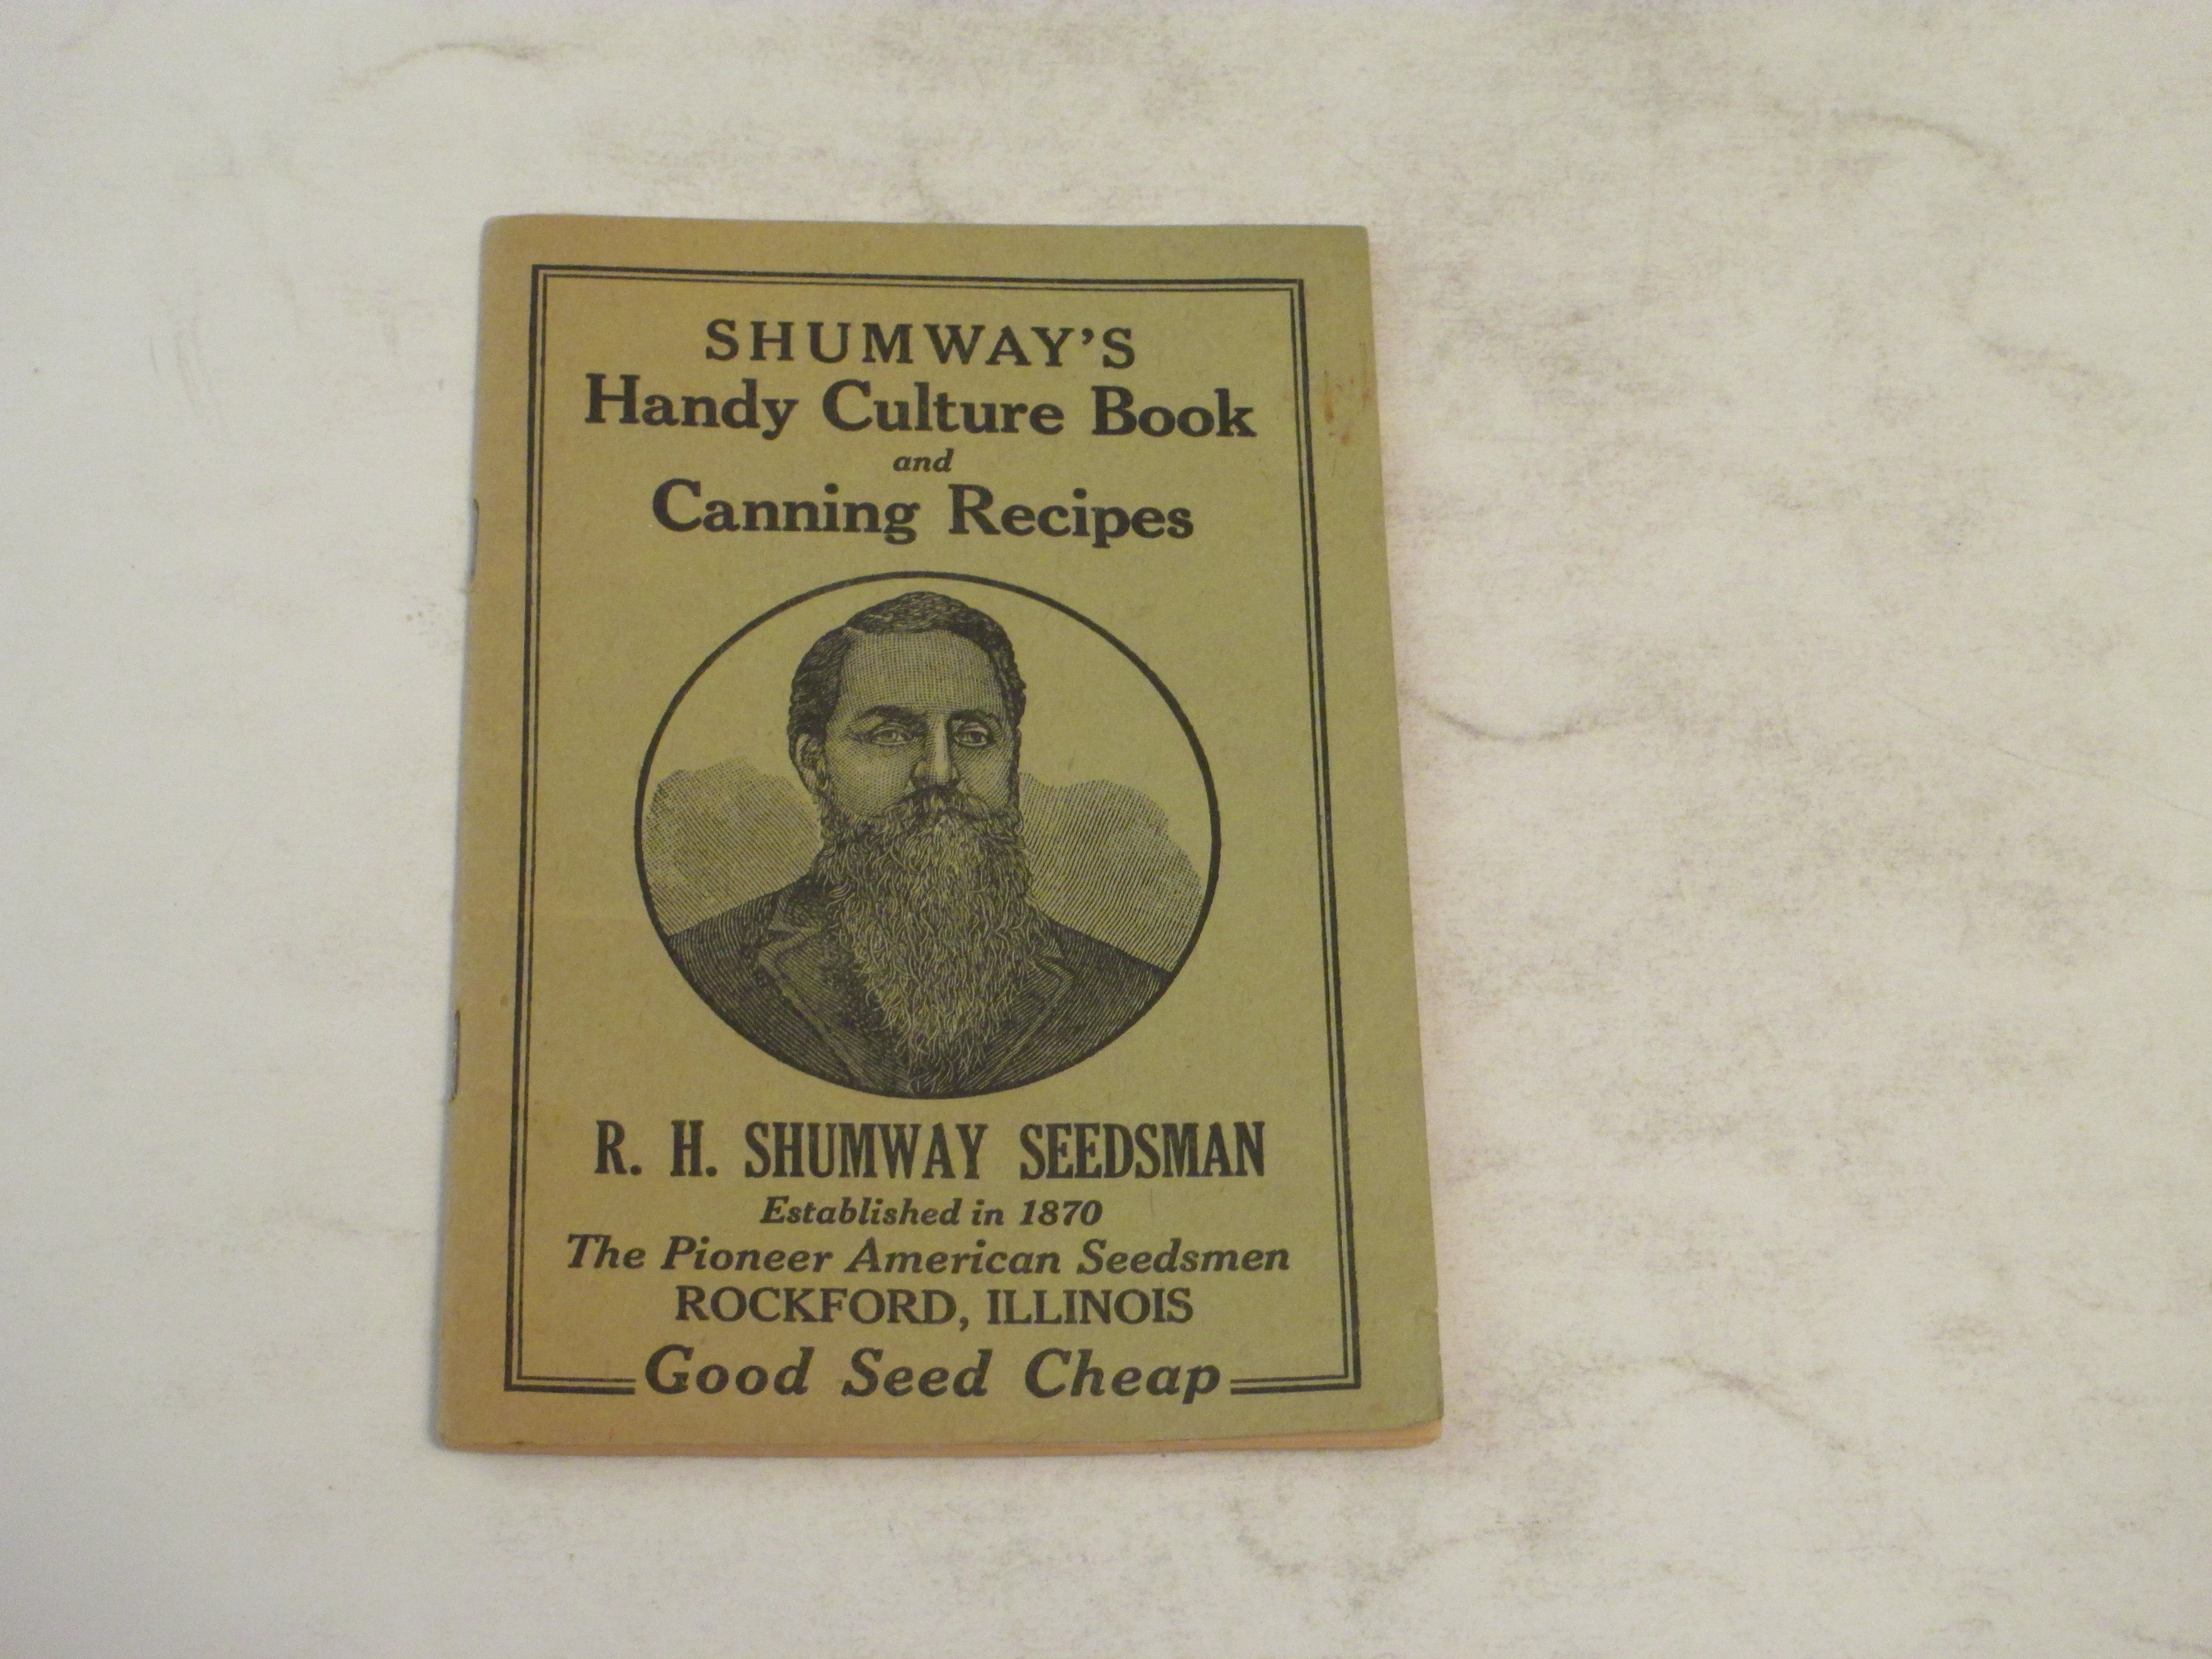 SHUMWAY'S
Handy Culture Book
and
Canning Recipes
R. H. SHUMWAY SEEDSMAN
Established in 1870
The Pioneer American Seedsmen
ROCKFORD, ILLINOIS
Good Seed Cheap